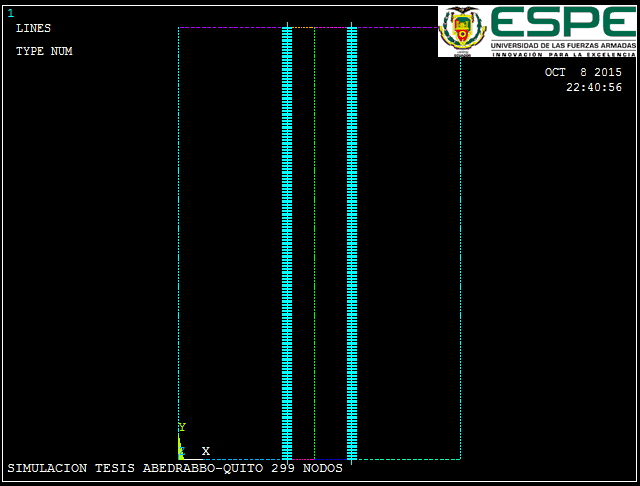 1
LINES
TYPE NUM
ESPE
UNIVERSIDAD DE LAS FUERZAS ARMADAS
INNOVACIÓN PARA LA EXCELENCIA
OCT 8 2015
22:40:56
Y
X
SIMULACION TESIS ABEDRABBO-QUITO 299 NODOS